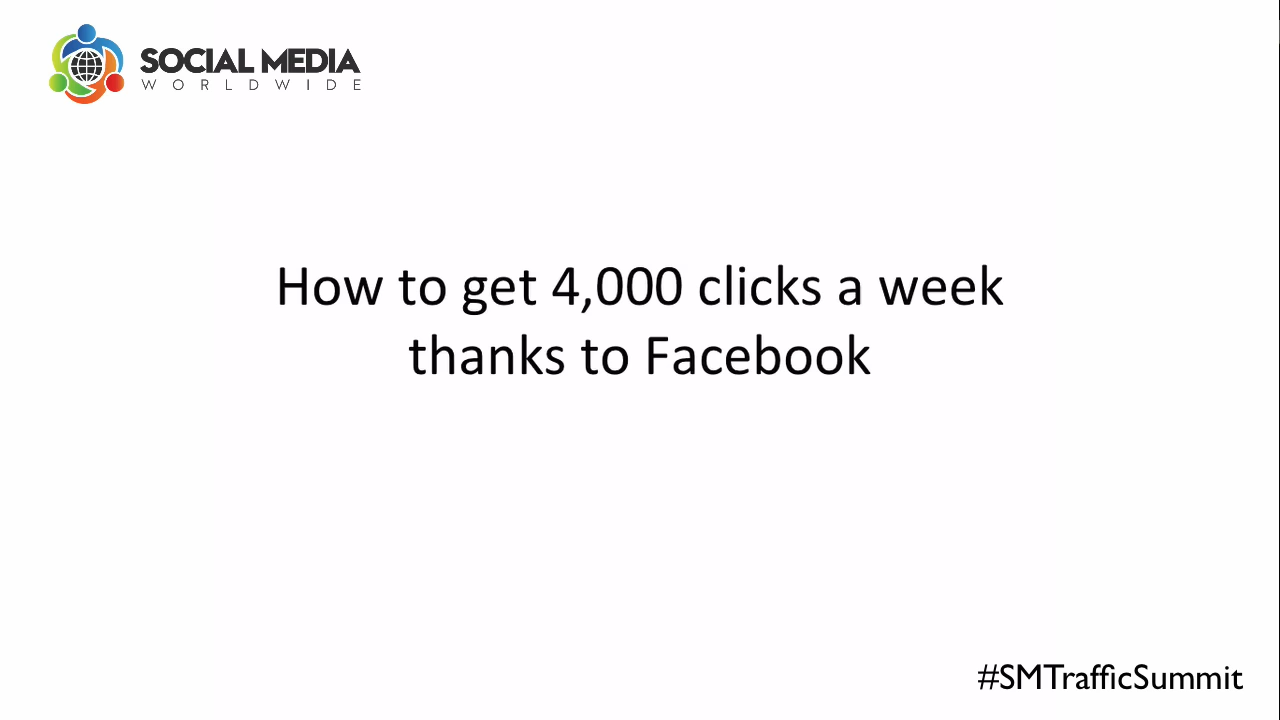 SOCIAL MEDIA
WORLDWIDE
How to get 4,000 clicks a week
thanks to Facebook
#SMTrafficSummit